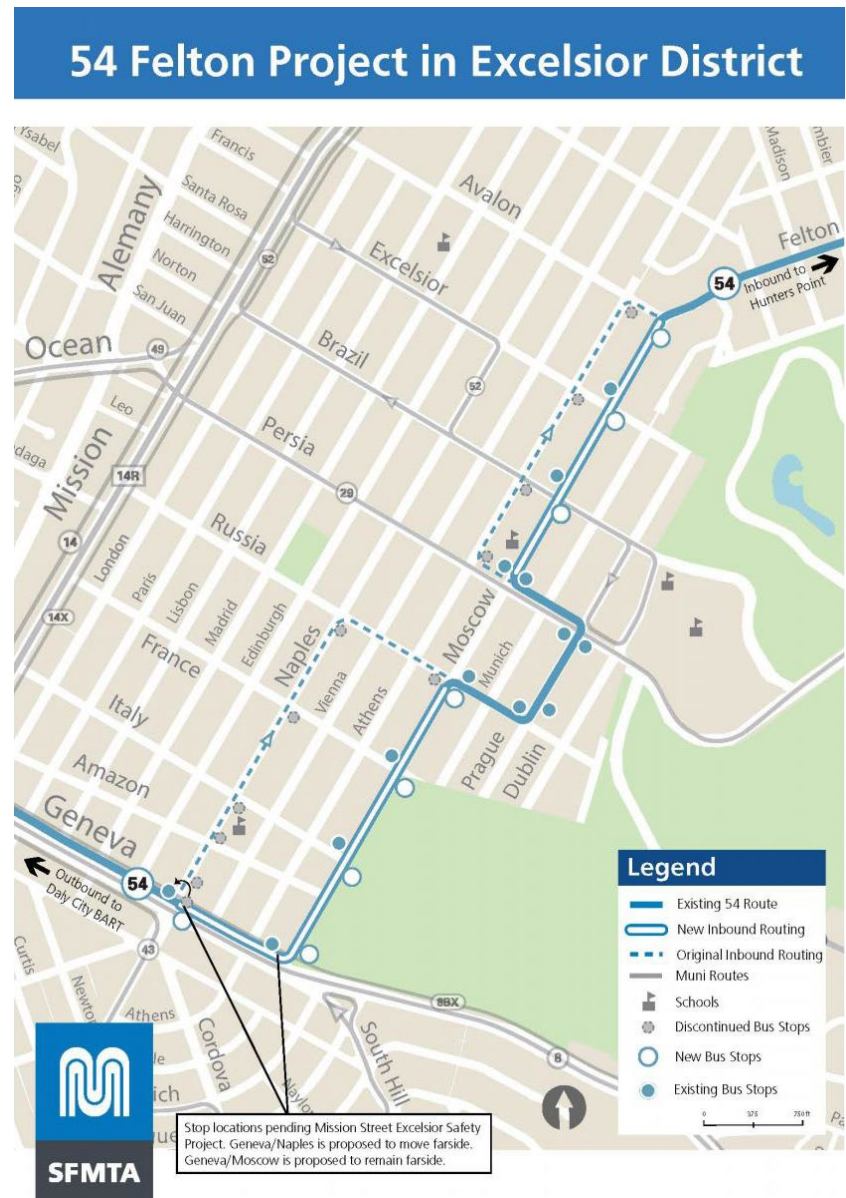 54 Felton Project in Excelsior District
Ysabel
Francis
Santa Rosa
Harrington
Norton
San Juan
Alemany
Ocean
49
52
Leo
Avalon
Excelsior
Brazil
52
Madison
Felton
54
Inbound to
Hunters Point
Persia
29
Mission
14R
14
14X
Russia
London
Paris
Lisbon
Madrid
Edinburgh
Naples
Vienna
Athens
Moscow
Munich
Prague
Dublin
France
Italy
Amazon
Geneva
54
Outbound to
Daly City BART
43
Curtis
Athens
Cordova
South Hill
8BX
8
Legend
Existing 54 Route
New Inbound Routing
Original Inbound Routing
Muni Routes
Schools
Discontinued Bus Stops
New Bus Stops
Existing Bus Stops
0 375 750 ft
Stop locations pending Mission Street Excelsior Safety
Project. Geneva/Naples is proposed to move farside.
Geneva/Moscow is proposed to remain farside.
SFMTA